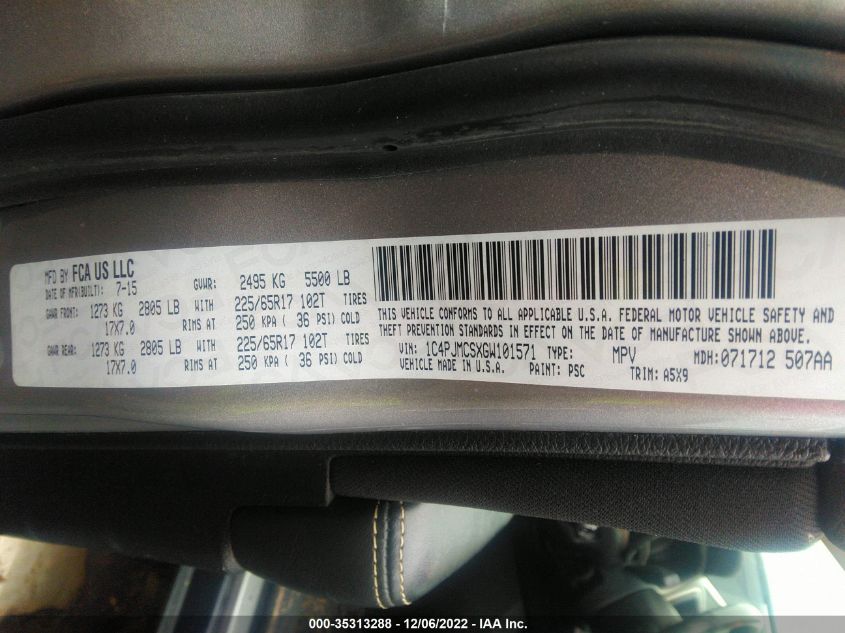 MFD BY FCA US LLC
DATE OF MFR(BUILT): 7-15 GVWR: 2495 KG 5500 LB
GAWR FRONT: 1273 KG 2805 LB WITH 225/65R17 102T TIRES
17X7.0 RIMS AT 250 KPA ( 36 PSI) COLD
GAWR REAR: 1273 KG 2805 LB WITH 225/65R17 102T TIRES
17X7.0 RIMS AT 250 KPA ( 36 PSI) COLD
THIS VEHICLE CONFORMS TO ALL APPLICABLE U.S.A. FEDERAL MOTOR VEHICLE SAFETY AND
THEFT PREVENTION STANDARDS IN EFFECT ON THE DATE OF MANUFACTURE SHOWN ABOVE.
VIN: 1C4PJMCSXGW101571 TYPE: MPV MDH: 071712 507AA
VEHICLE MADE IN U.S.A. PAINT: PSC TRIM: A5X9
000-35313288 - 12/06/2022 - IAA Inc.